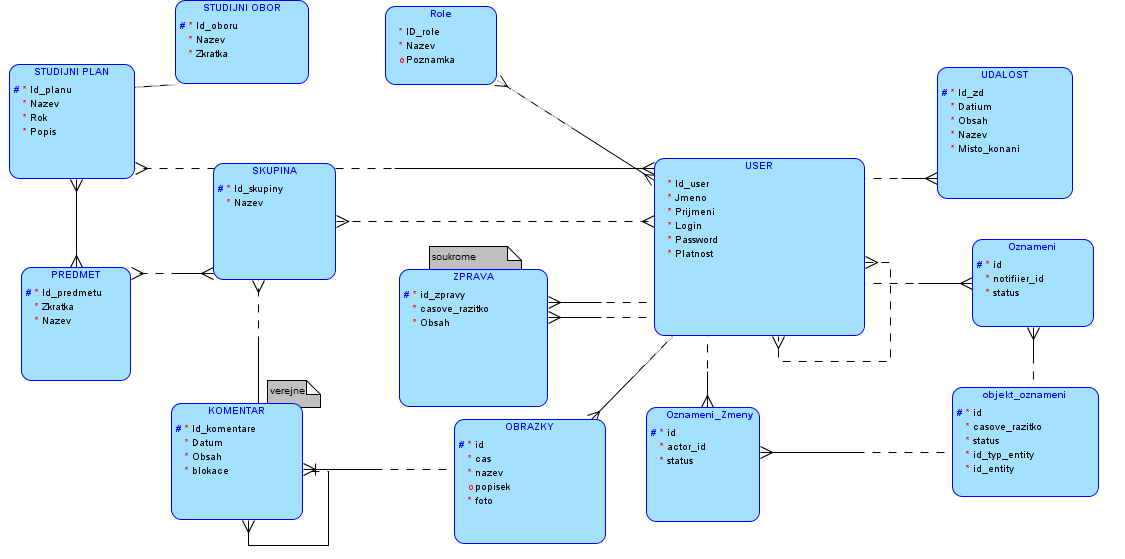 STUDIJNI OBOR
# * Id_oboru
* Nazev
* Zkratka
Role
* ID_role
* Nazev
o Poznamka
STUDIJNI PLAN
# * Id_planu
* Nazev
* Rok
* Popis
UDALOST
# * Id_zd
* Datium
* Obsah
* Nazev
* Misto_konani
SKUPINA
# * Id_skupiny
* Nazev
USER
* Id_user
* Jmeno
* Prijmeni
* Login
* Password
* Platnost
PREDMET
# * Id_predmetu
* Zkratka
* Nazev
soukrome
ZPRAVA
# * id_zpravy
* casove_razitko
* Obsah
Oznameni
# * id
* notifiier_id
* status
verejne
KOMENTAR
# * Id_komentare
* Datum
* Obsah
* blokace
OBRAZKY
# * id
* cas
* nazev
o popisek
* foto
Oznameni_Zmeny
# * id
* actor_id
* status
objekt_oznameni
# * id
* casove_razitko
* status
* id_typ_entity
* id_entity